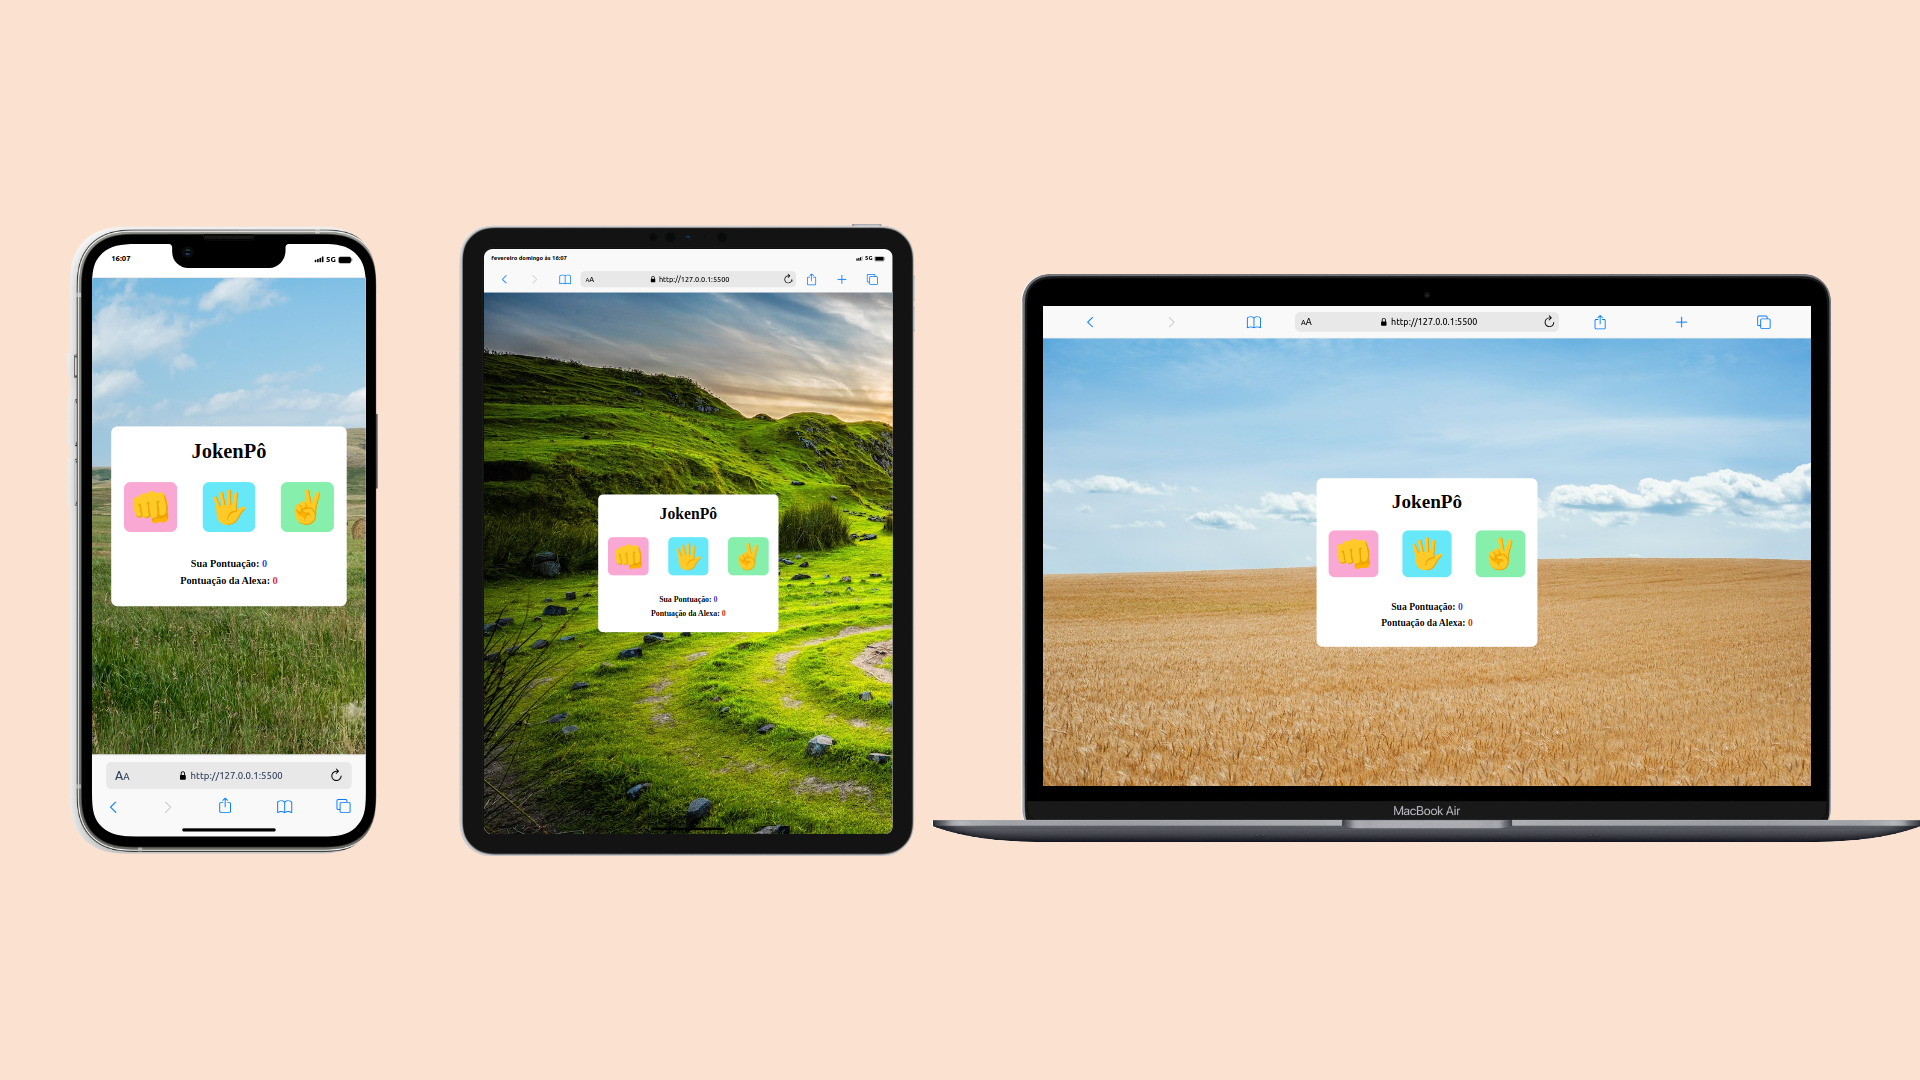 16:07
5G
JokenPô
Sua Pontuação: 0
Pontuação da Alexa: 0
AA
http://127.0.0.1:5500
fevereiro domingo às 16:07
5G
AA
http://127.0.0.1:5500
JokenPô
Sua Pontuação: 0
Pontuação da Alexa: 0
AA
http://127.0.0.1:5500
JokenPô
Sua Pontuação: 0
Pontuação da Alexa: 0
MacBook Air